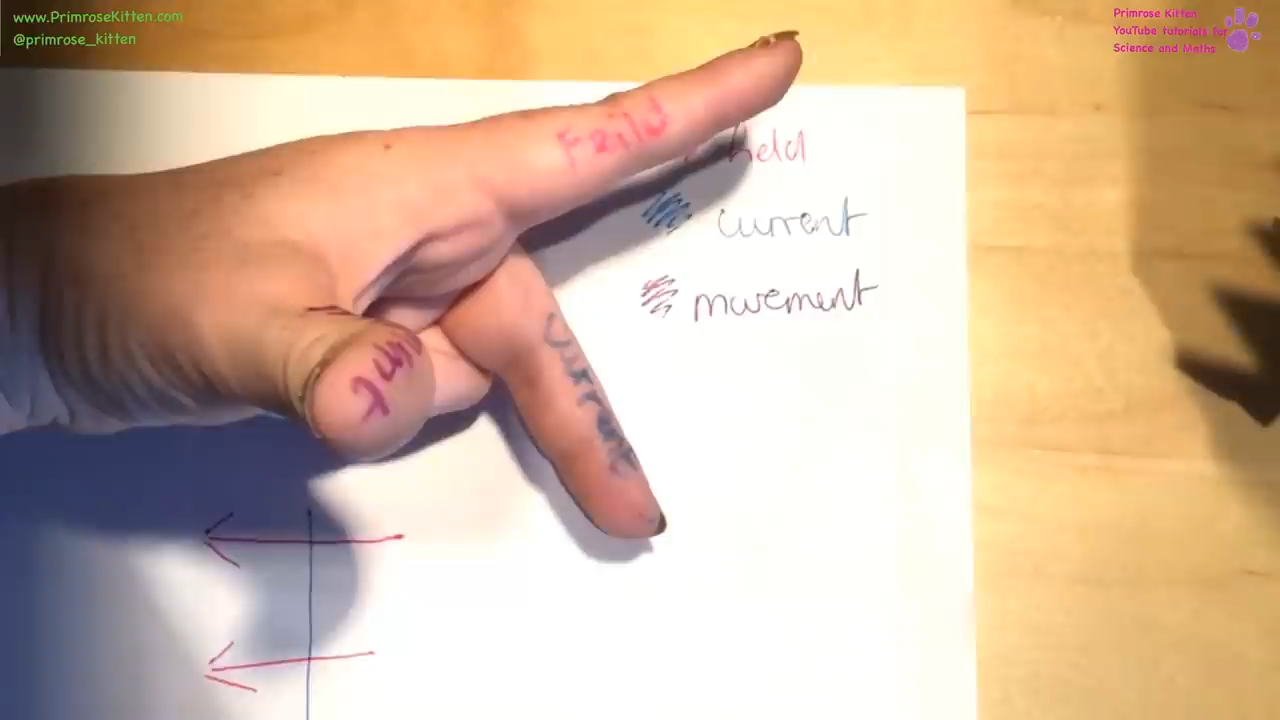 www.PrimroseKitten.com
@primrose_kitten
Primrose Kitten
YouTube tutorials for
Science and Maths
Feild
field
current
movement
current